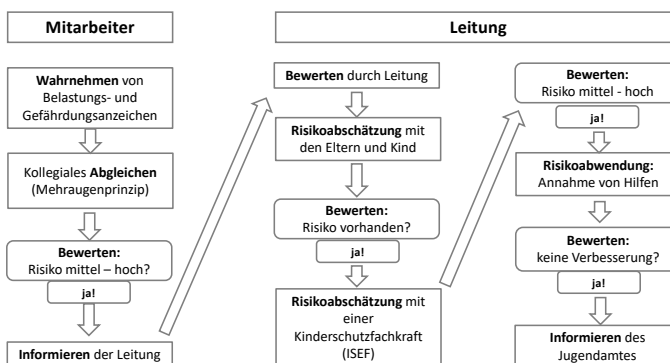 Mitarbeiter
Wahrnehmen von
Belastungs- und
Gefährdungsanzeichen
Kollegiales Abgleichen
(Mehraugenprinzip)
Bewerten:
Risiko mittel – hoch?
ja!
Informieren der Leitung
Leitung
Bewerten durch Leitung
Risikoabschätzung mit
den Eltern und Kind
Bewerten:
Risiko vorhanden?
ja!
Risikoabschätzung mit
einer
Kinderschutzfachkraft
(ISEF)
Bewerten:
Risiko mittel - hoch
ja!
Risikoabwendung:
Annahme von Hilfen
Bewerten:
keine Verbesserung?
ja!
Informieren des
Jugendamtes